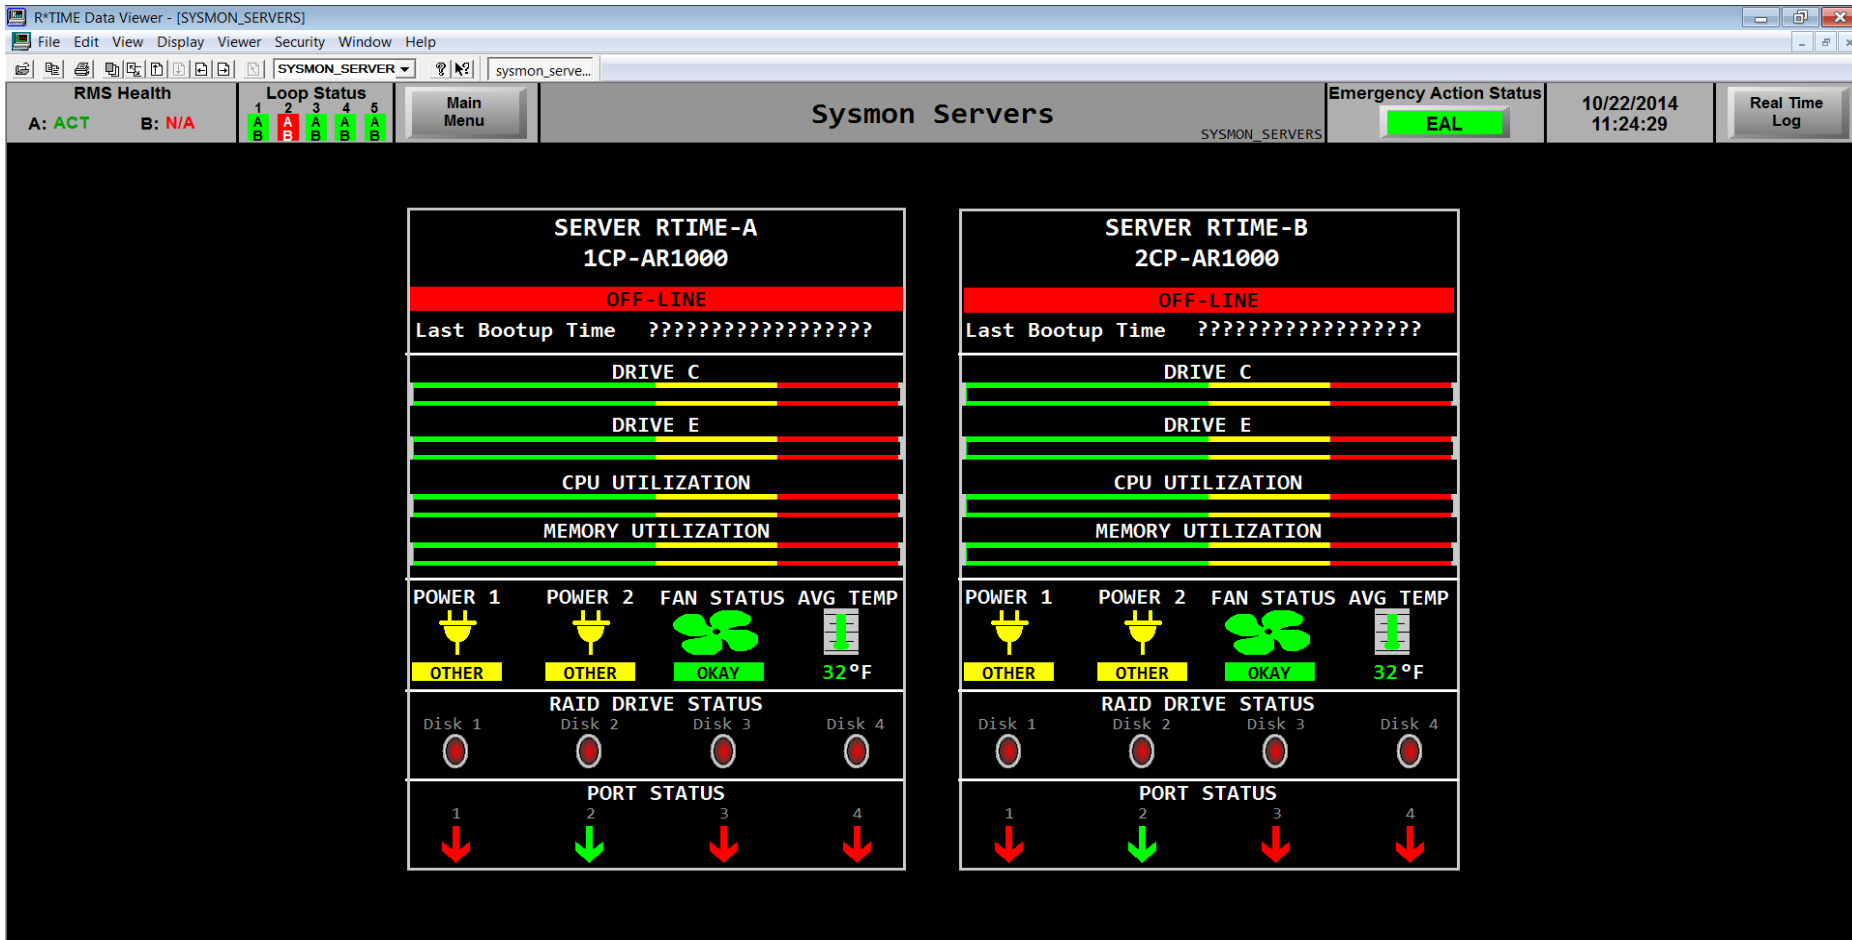 R*TIME Data Viewer - [SYSMON_SERVERS]
File Edit View Display Viewer Security Window Help
SYSMON_SERVER
sysmon_serve...
RMS Health
A: ACT B: N/A
Loop Status
1 2 3 4 5
A A A A A
B B B B B
Main
Menu
Sysmon Servers
SYSMON_SERVERS
Emergency Action Status
EAL
10/22/2014
11:24:29
Real Time
Log
SERVER RTIME-A
1CP-AR1000
OFF-LINE
Last Bootup Time ??????????????????
DRIVE C
DRIVE E
CPU UTILIZATION
MEMORY UTILIZATION
POWER 1 POWER 2 FAN STATUS AVG TEMP
OTHER OTHER OKAY 32°F
RAID DRIVE STATUS
Disk 1 Disk 2 Disk 3 Disk 4
PORT STATUS
1 2 3 4
SERVER RTIME-B
2CP-AR1000
OFF-LINE
Last Bootup Time ??????????????????
DRIVE C
DRIVE E
CPU UTILIZATION
MEMORY UTILIZATION
POWER 1 POWER 2 FAN STATUS AVG TEMP
OTHER OTHER OKAY 32°F
RAID DRIVE STATUS
Disk 1 Disk 2 Disk 3 Disk 4
PORT STATUS
1 2 3 4